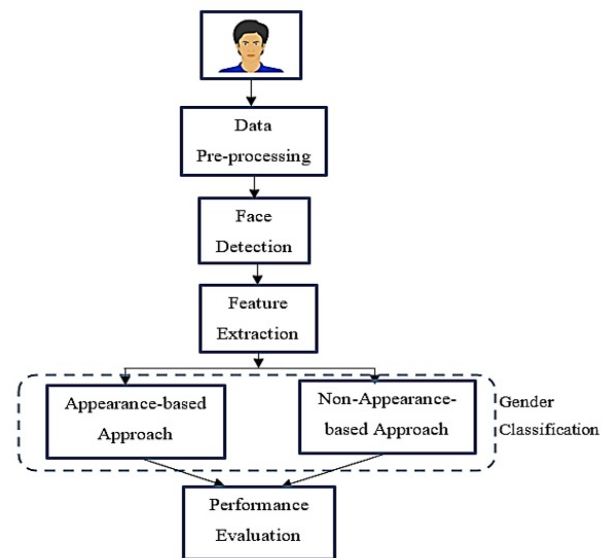 Data
Pre-processing
Face
Detection
Feature
Extraction
Appearance-based
Approach
Non-Appearance-
based Approach
Gender
Classification
Performance
Evaluation